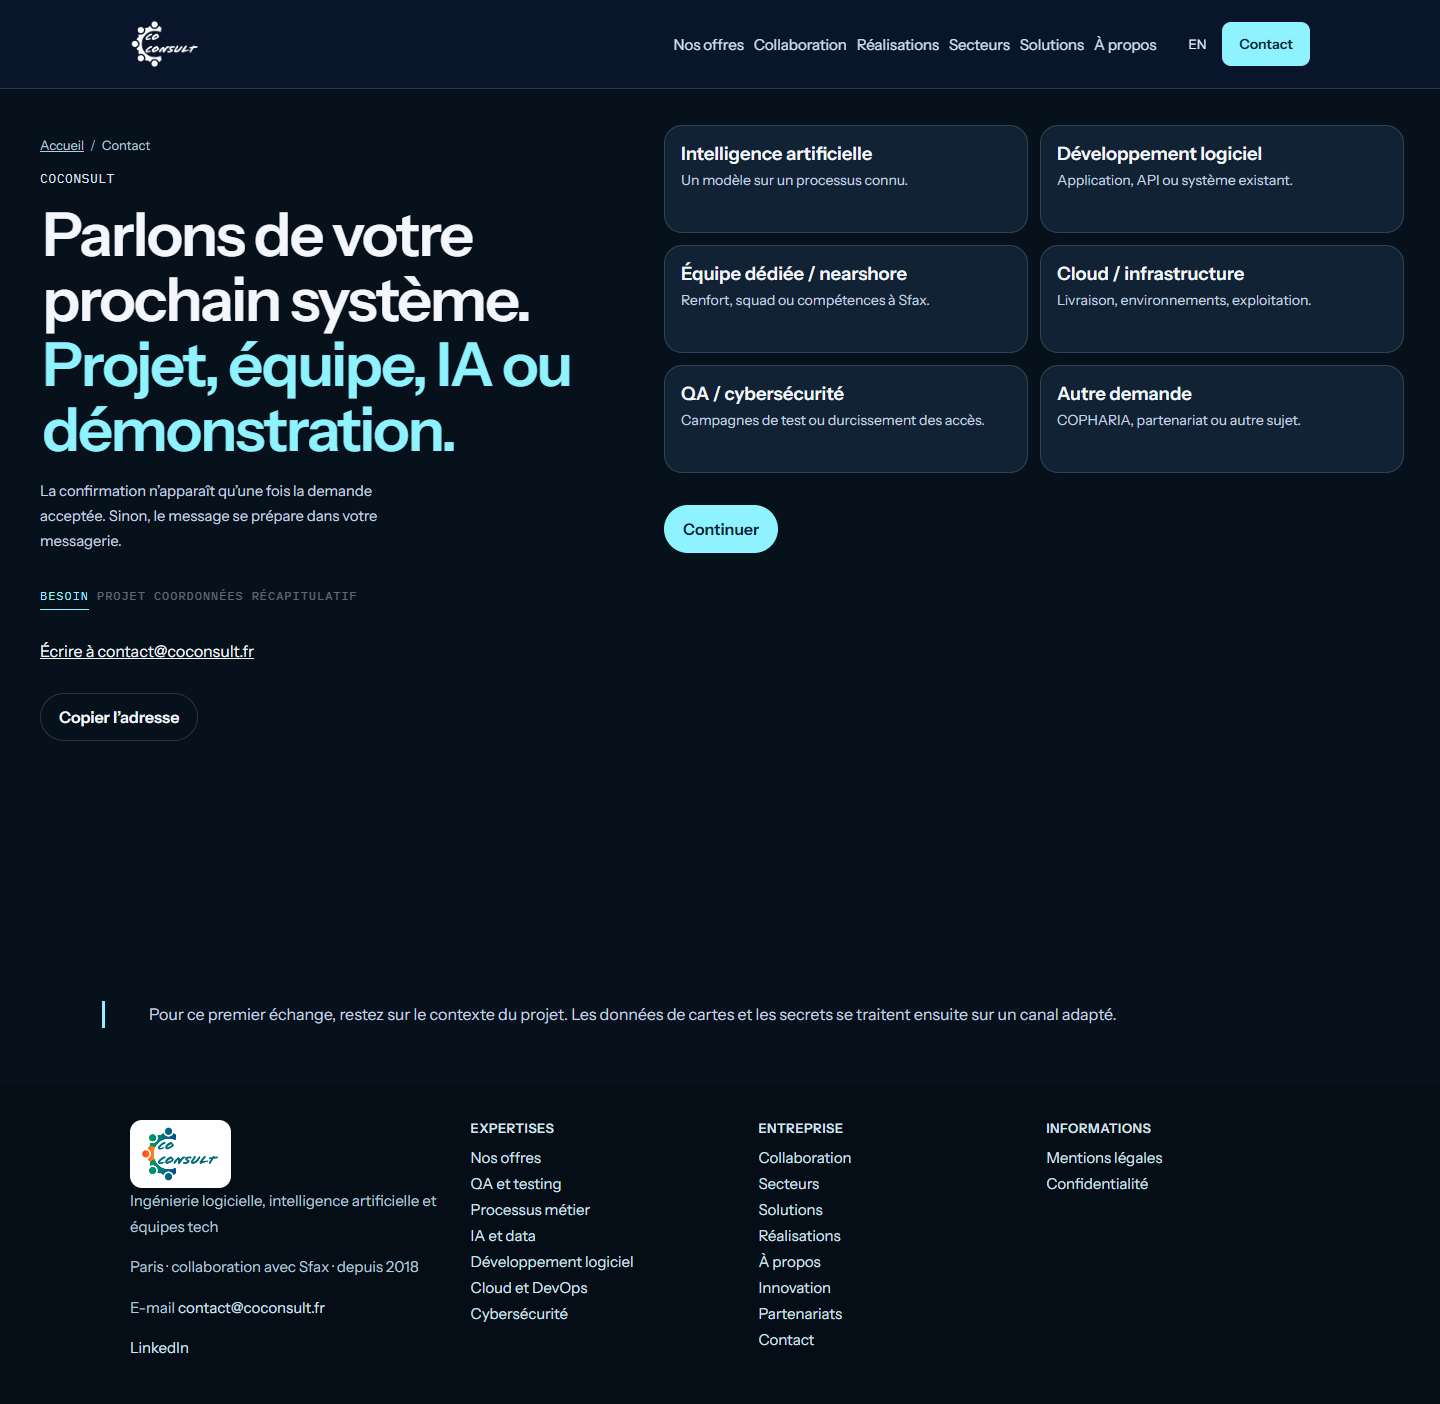 CO
CONSULT
Nos offres Collaboration Réalisations Secteurs Solutions À propos EN Contact
Accueil / Contact
COCONSULT
Parlons de votre
prochain système.
Projet, équipe, IA ou
démonstration.
La confirmation n’apparaît qu’une fois la demande
acceptée. Sinon, le message se prépare dans votre
messagerie.
BESOIN PROJET COORDONNÉES RÉCAPITULATIF
Écrire à contact@coconsult.fr
Copier l’adresse
Intelligence artificielle
Un modèle sur un processus connu.
Développement logiciel
Application, API ou système existant.
Équipe dédiée / nearshore
Renfort, squad ou compétences à Sfax.
Cloud / infrastructure
Livraison, environnements, exploitation.
QA / cybersécurité
Campagnes de test ou durcissement des accès.
Autre demande
COPHARIA, partenariat ou autre sujet.
Continuer
Pour ce premier échange, restez sur le contexte du projet. Les données de cartes et les secrets se traitent ensuite sur un canal adapté.
CO
CONSULT
Ingénierie logicielle, intelligence artificielle et
équipes tech
Paris · collaboration avec Sfax · depuis 2018
E-mail contact@coconsult.fr
LinkedIn
EXPERTISES
Nos offres
QA et testing
Processus métier
IA et data
Développement logiciel
Cloud et DevOps
Cybersécurité
ENTREPRISE
Collaboration
Secteurs
Solutions
Réalisations
À propos
Innovation
Partenariats
Contact
INFORMATIONS
Mentions légales
Confidentialité